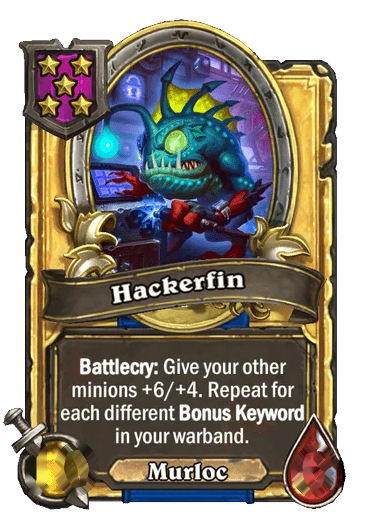 Hackerfin
Battlecry: Give your other
minions +6/+4. Repeat for
each different Bonus Keyword
in your warband.
Murloc